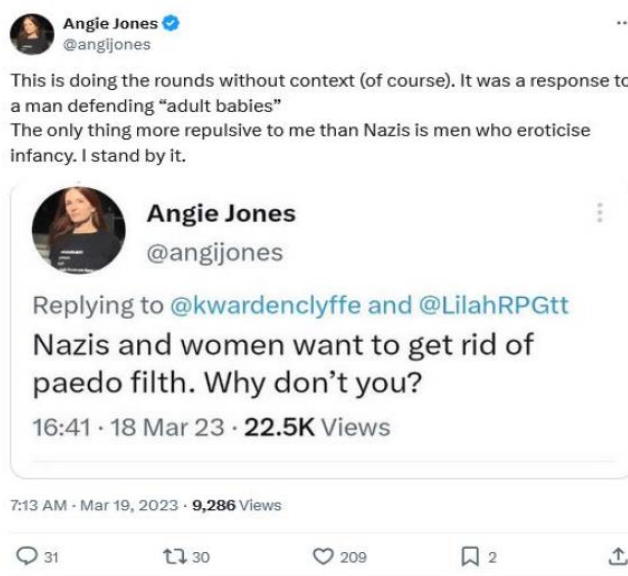 Angie Jones
@angijones
This is doing the rounds without context (of course). It was a response to
a man defending “adult babies”
The only thing more repulsive to me than Nazis is men who eroticise
infancy. I stand by it.
Angie Jones
@angijones
Replying to @kwardenclyffe and @LilahRPGtt
Nazis and women want to get rid of
paedo filth. Why don’t you?
16:41 · 18 Mar 23 · 22.5K Views
7:13 AM · Mar 19, 2023 · 9,286 Views
31 30 209 2